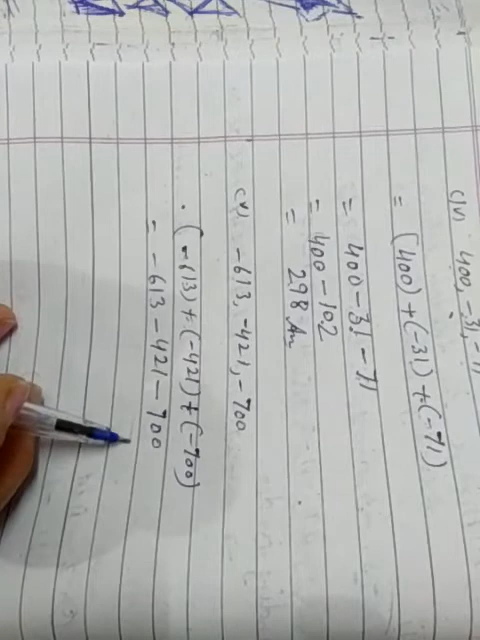 (iv) 400, -31, -71
= (400) + (-31) + (-71)
= 400 - 31 - 71
= 400 - 102
= 298 Ans
(v) -613, -421, -700
. (-613) + (-421) + (-700)
= -613 - 421 - 700